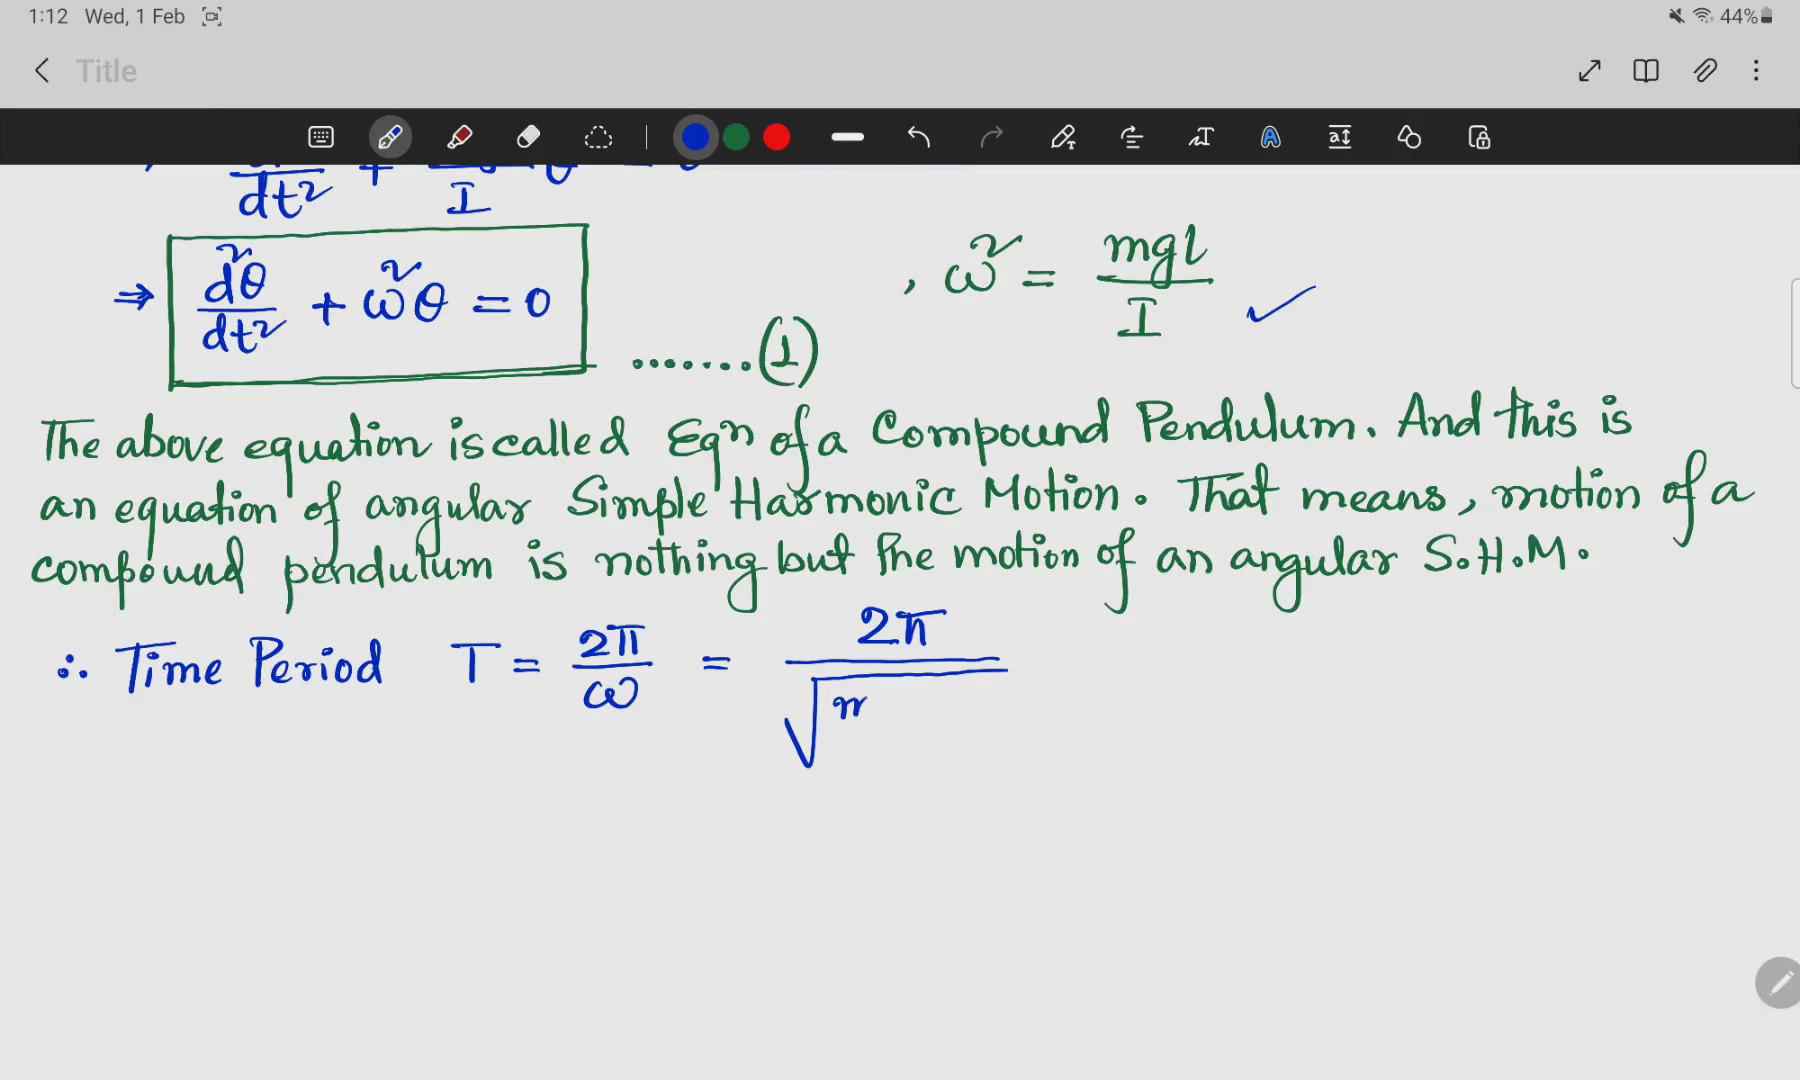 1:12 Wed, 1 Feb 44%
Title
dt² + I
⇒ d²θ/dt² + ω²θ = 0 .......(1) , ω² = mgl/I ✓
The above equation is called Eqn of a Compound Pendulum. And this is
an equation of angular Simple Harmonic Motion. That means, motion of a
compound pendulum is nothing but the motion of an angular S.H.M.
∴ Time Period T = 2π/ω = 2π/√m